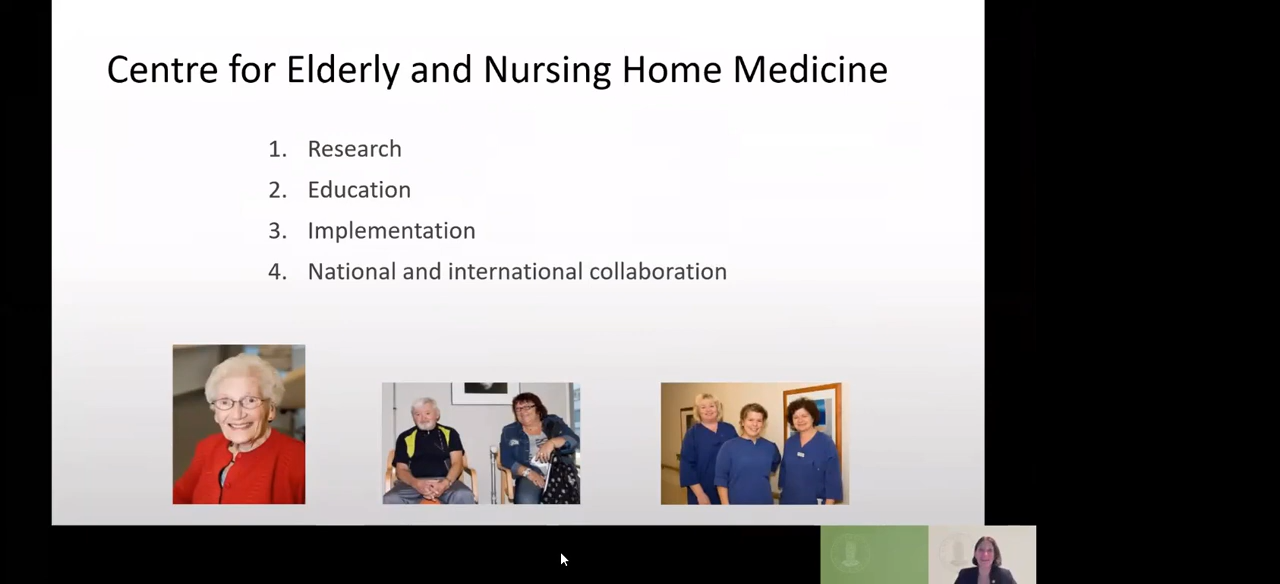 Centre for Elderly and Nursing Home Medicine
1. Research
2. Education
3. Implementation
4. National and international collaboration